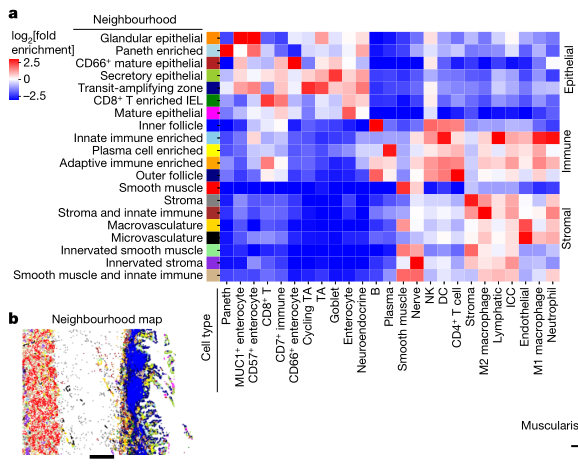 a
Neighbourhood
log2[fold
enrichment]
2.5
0
−2.5
Glandular epithelial
Paneth enriched
CD66+ mature epithelial
Secretory epithelial
Transit-amplifying zone
CD8+ T enriched IEL
Mature epithelial
Inner follicle
Innate immune enriched
Plasma cell enriched
Adaptive immune enriched
Outer follicle
Smooth muscle
Stroma
Stroma and innate immune
Macrovasculature
Microvasculature
Innervated smooth muscle
Innervated stroma
Smooth muscle and innate immune
Epithelial
Immune
Stromal
Cell type
Paneth
MUC1+ enterocyte
CD57+ enterocyte
CD8+ T
CD7+ immune
CD66+ enterocyte
Cycling TA
TA
Goblet
Enterocyte
Neuroendocrine
B
Plasma
Smooth muscle
Nerve
NK
DC
CD4+ T cell
Stroma
M2 macrophage
Lymphatic
ICC
Endothelial
M1 macrophage
Neutrophil
b
Neighbourhood map
Muscularis